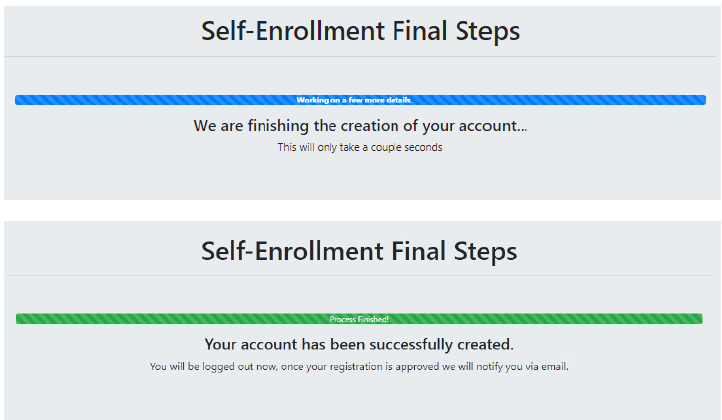 Self-Enrollment Final Steps
Working on a few more details
We are finishing the creation of your account...
This will only take a couple seconds
Self-Enrollment Final Steps
Process Finished!
Your account has been successfully created.
You will be logged out now, once your registration is approved we will notify you via email.